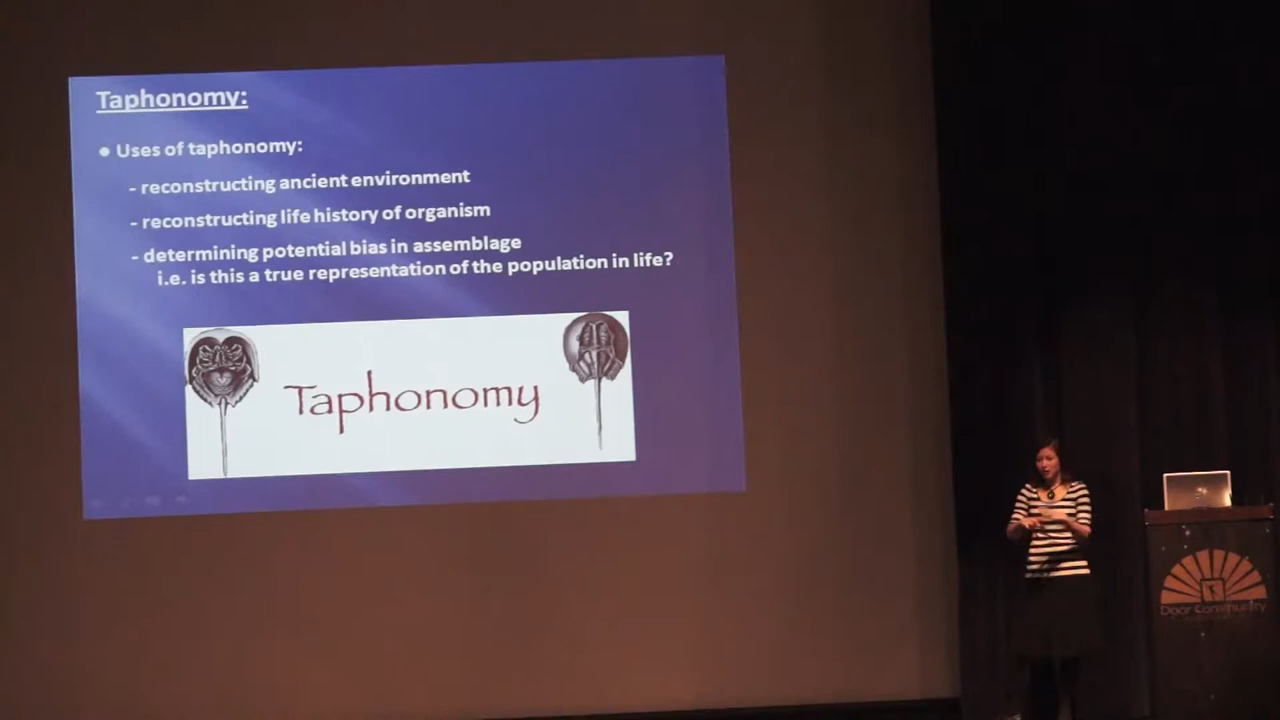 Taphonomy:
● Uses of taphonomy:
- reconstructing ancient environment
- reconstructing life history of organism
- determining potential bias in assemblage
i.e. is this a true representation of the population in life?
Taphonomy
Door Community